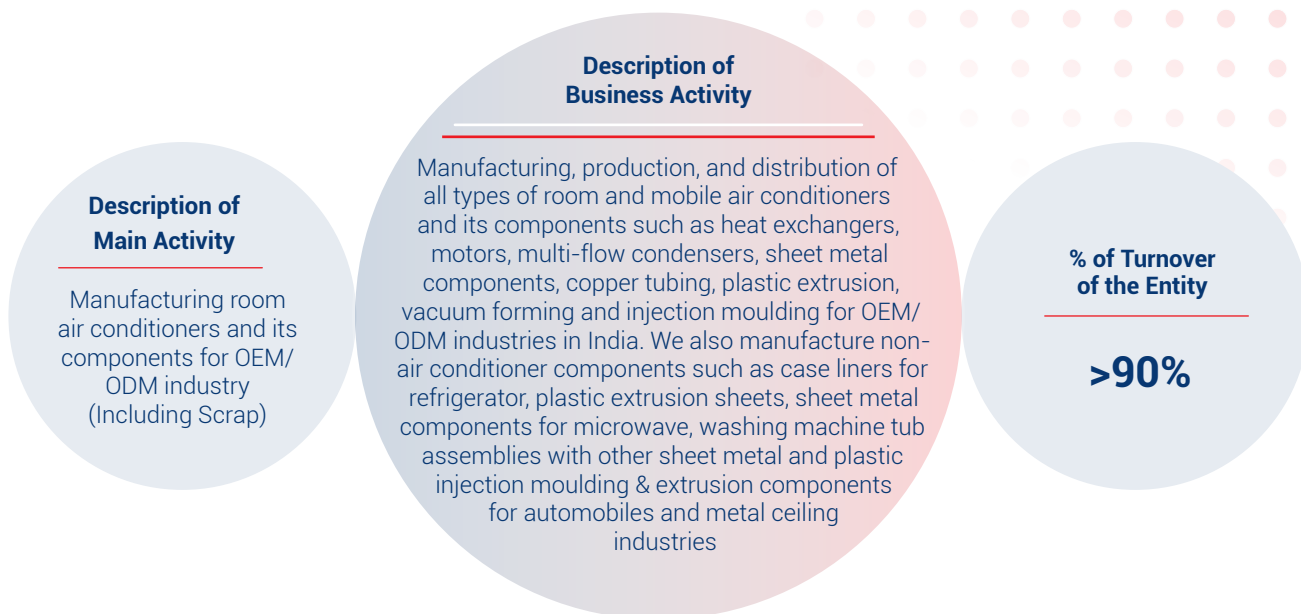 Description of
Main Activity
Manufacturing room
air conditioners and its
components for OEM/
ODM industry
(Including Scrap)
Description of
Business Activity
Manufacturing, production, and distribution of
all types of room and mobile air conditioners
and its components such as heat exchangers,
motors, multi-flow condensers, sheet metal
components, copper tubing, plastic extrusion,
vacuum forming and injection moulding for OEM/
ODM industries in India. We also manufacture non-
air conditioner components such as case liners for
refrigerator, plastic extrusion sheets, sheet metal
components for microwave, washing machine tub
assemblies with other sheet metal and plastic
injection moulding & extrusion components
for automobiles and metal ceiling
industries
% of Turnover
of the Entity
>90%